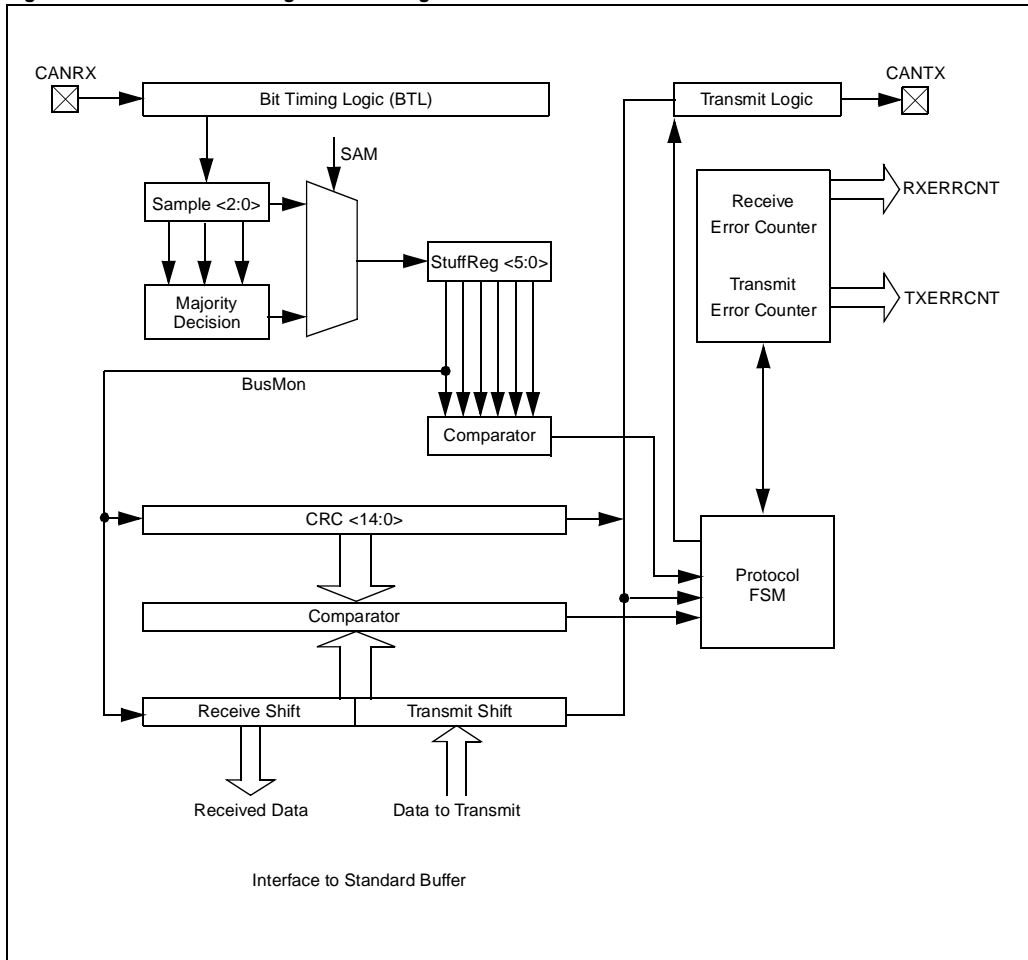 CANRX
CANTX
Bit Timing Logic (BTL)
Transmit Logic
SAM
Sample <2:0>
Receive
Error Counter
RXERRCNT
StuffReg <5:0>
Majority
Decision
Transmit
Error Counter
TXERRCNT
BusMon
Comparator
CRC <14:0>
Protocol
FSM
Comparator
Receive Shift
Transmit Shift
Received Data
Data to Transmit
Interface to Standard Buffer